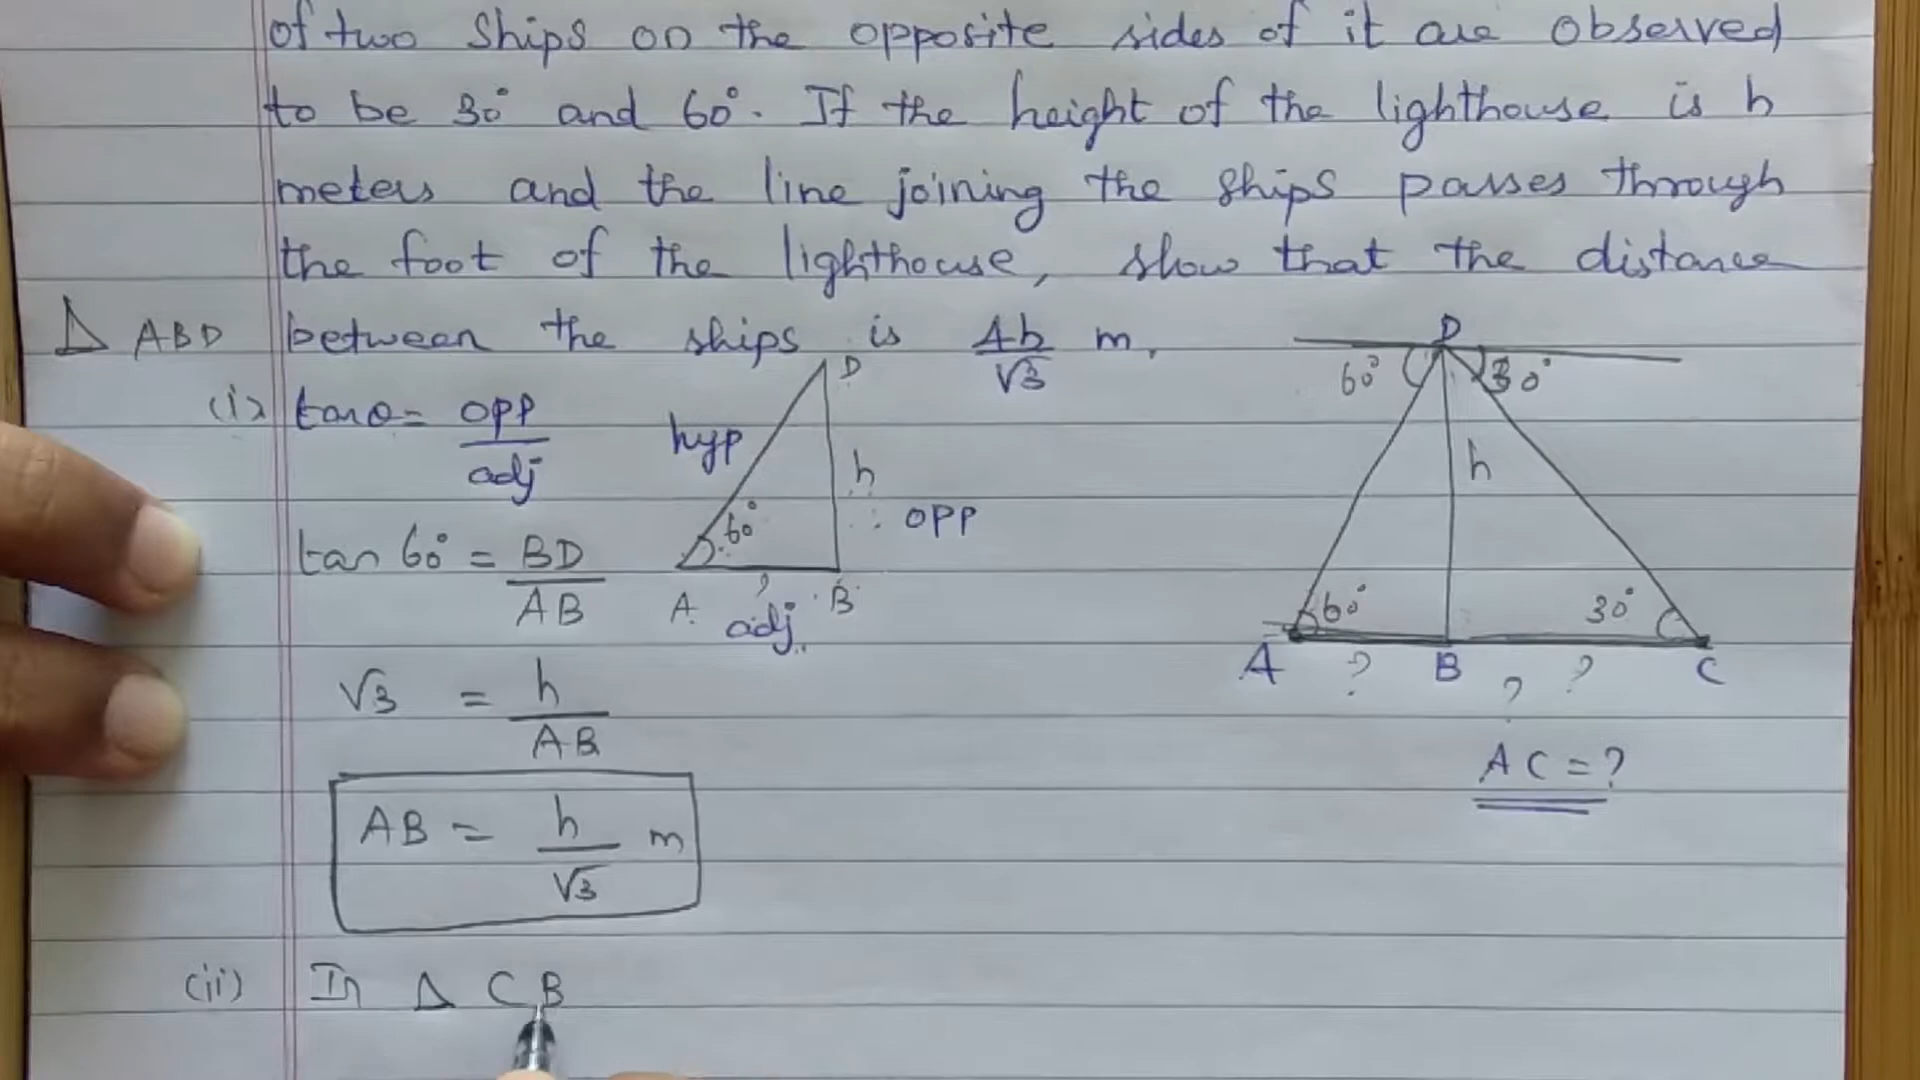 of two ships on the opposite sides of it are observed
to be 30° and 60°. If the height of the lighthouse is h
meters and the line joining the ships passes through
the foot of the lighthouse, show that the distance
between the ships is 4h/√3 m.
Δ ABD
(i) tanθ = opp/adj
tan 60° = BD/AB
√3 = h/AB
AB = h/√3 m
(ii) In Δ CB
D
hyp
h
opp
60°
A
?
adj
B
D
60°
30°
h
60°
30°
A ? B ? ? C
AC = ?